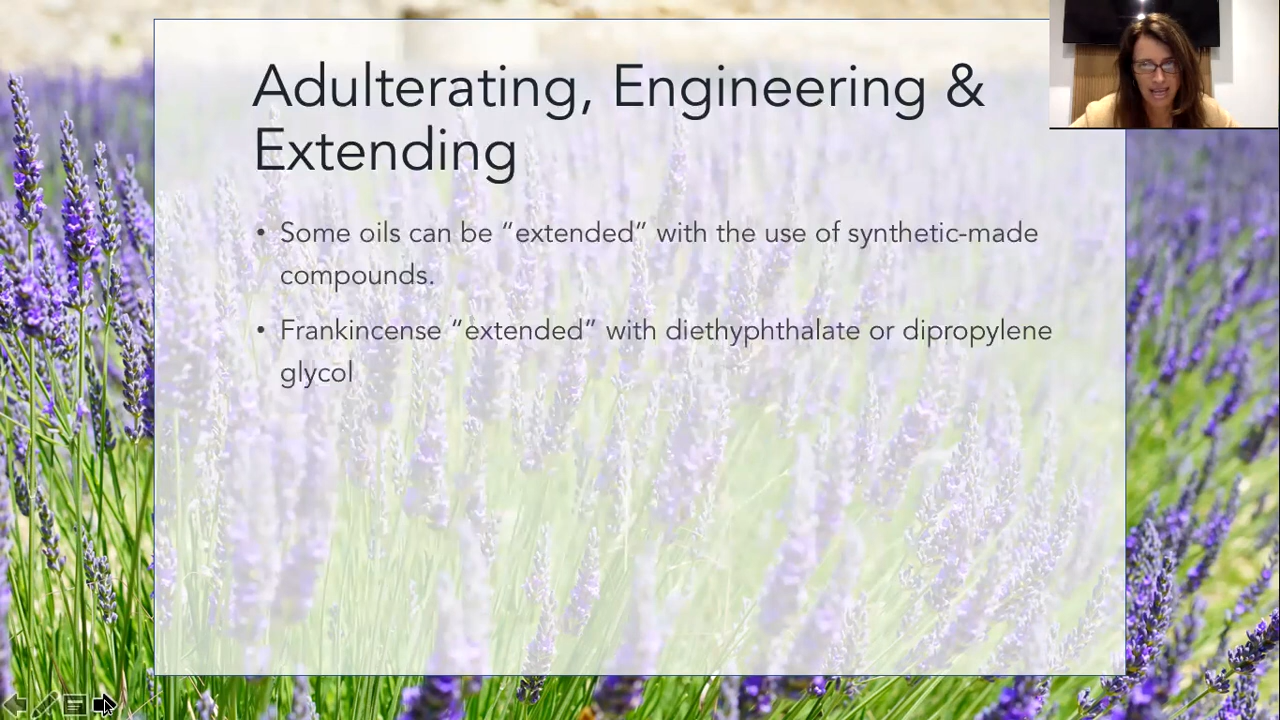 Adulterating, Engineering &
Extending
• Some oils can be “extended” with the use of synthetic-made
compounds.
• Frankincense “extended” with diethyphthalate or dipropylene
glycol